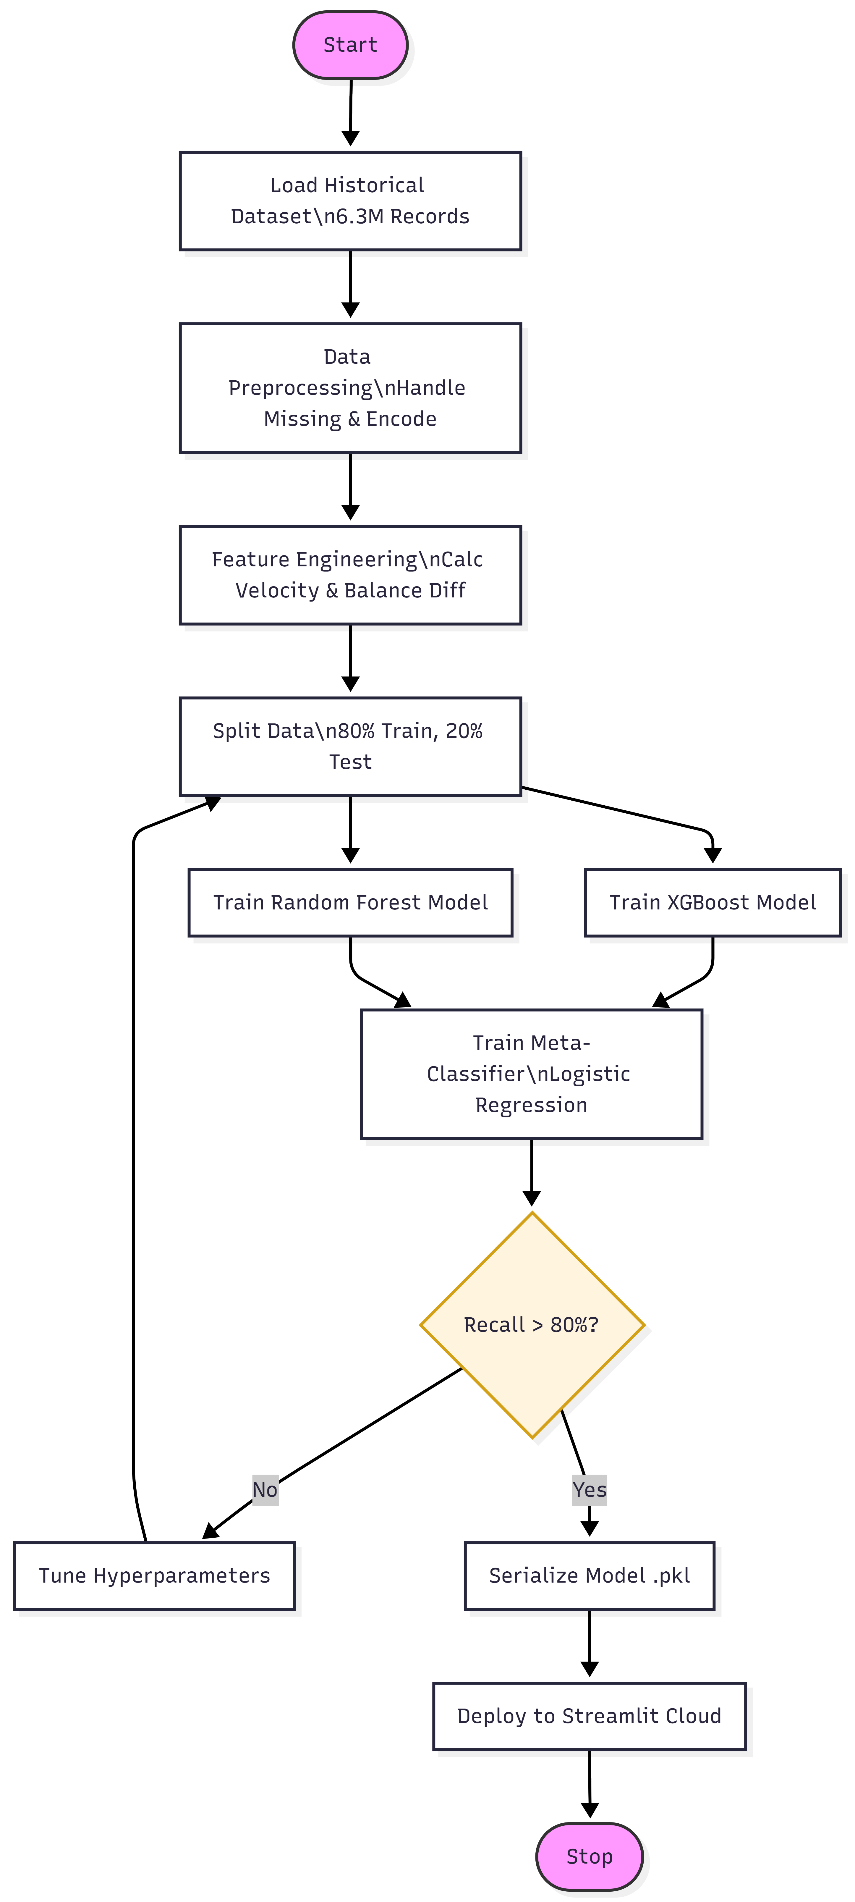 Start
Load Historical
Dataset\n6.3M Records
Data
Preprocessing\nHandle
Missing & Encode
Feature Engineering\nCalc
Velocity & Balance Diff
Split Data\n80% Train, 20%
Test
Train Random Forest Model
Train XGBoost Model
Train Meta-
Classifier\nLogistic
Regression
Recall > 80%?
No
Yes
Tune Hyperparameters
Serialize Model .pkl
Deploy to Streamlit Cloud
Stop